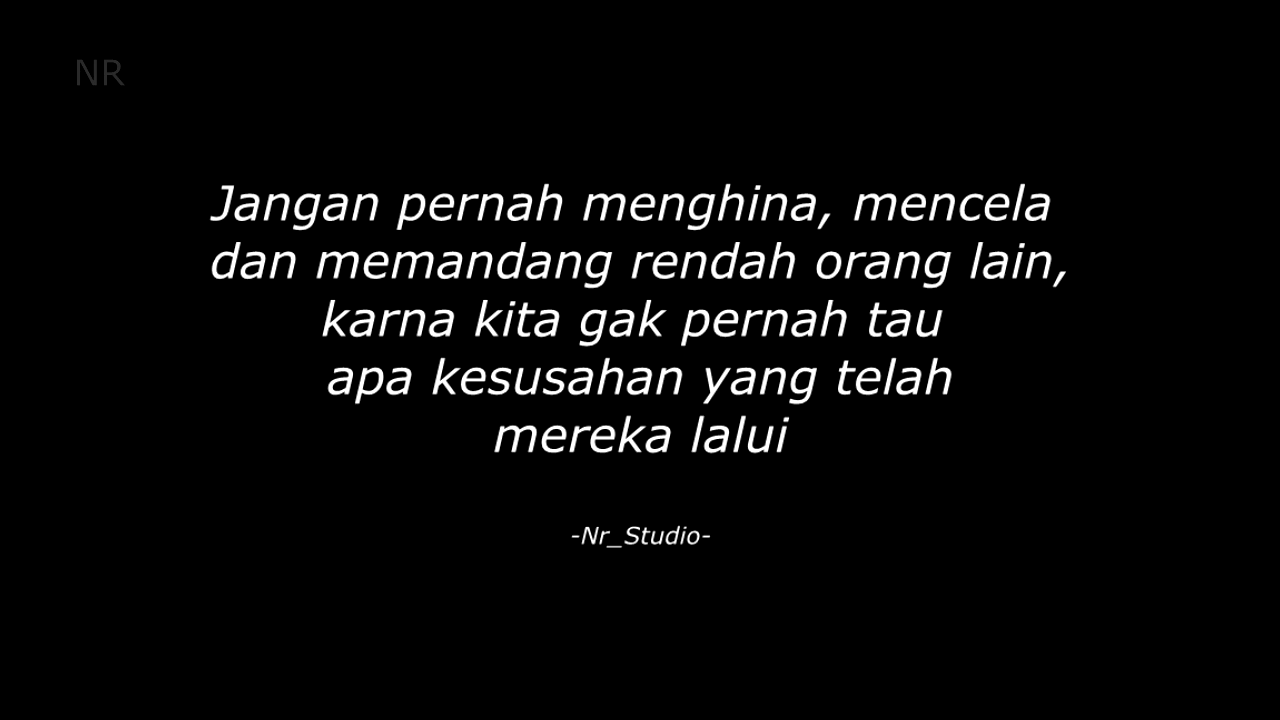 NR
Jangan pernah menghina, mencela
dan memandang rendah orang lain,
karna kita gak pernah tau
apa kesusahan yang telah
mereka lalui
-Nr_Studio-